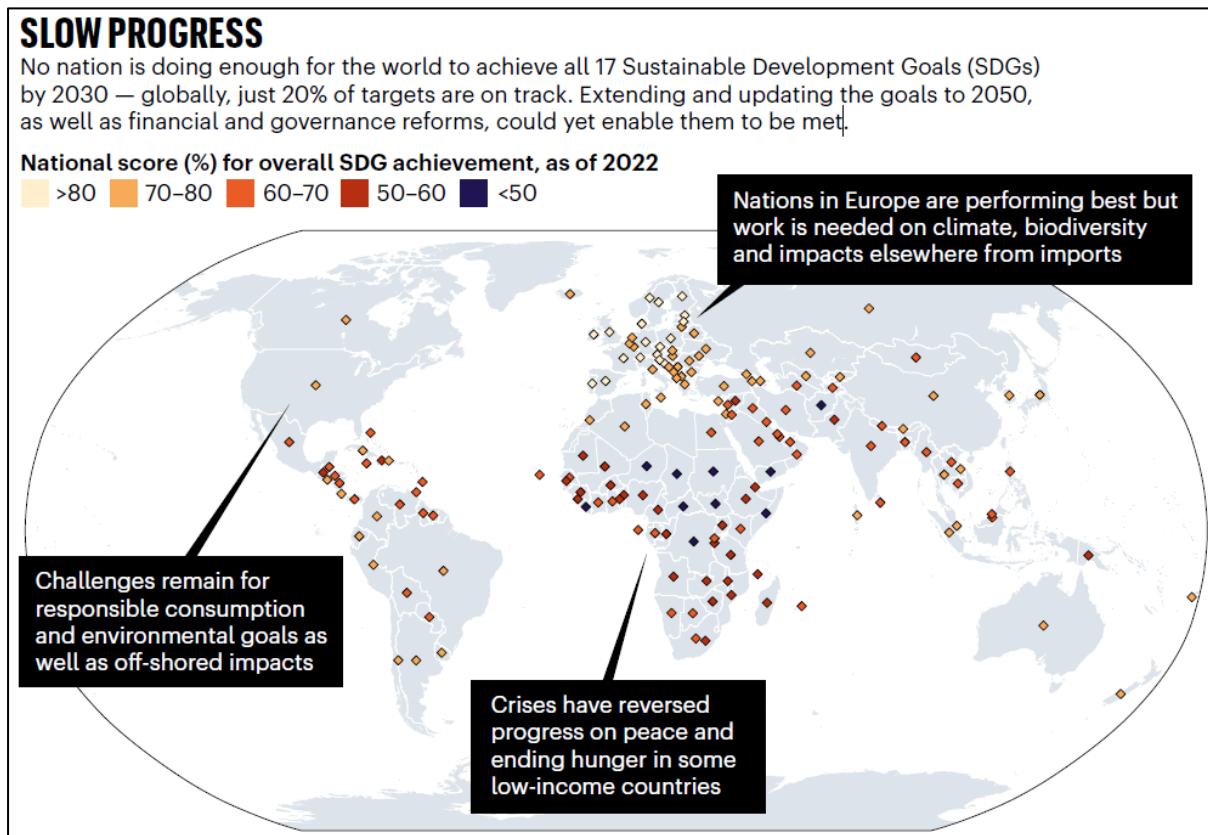 SLOW PROGRESS
No nation is doing enough for the world to achieve all 17 Sustainable Development Goals (SDGs)
by 2030 — globally, just 20% of targets are on track. Extending and updating the goals to 2050,
as well as financial and governance reforms, could yet enable them to be met.
National score (%) for overall SDG achievement, as of 2022
>80 70–80 60–70 50–60 <50
Nations in Europe are performing best but
work is needed on climate, biodiversity
and impacts elsewhere from imports
Challenges remain for
responsible consumption
and environmental goals as
well as off-shored impacts
Crises have reversed
progress on peace and
ending hunger in some
low-income countries